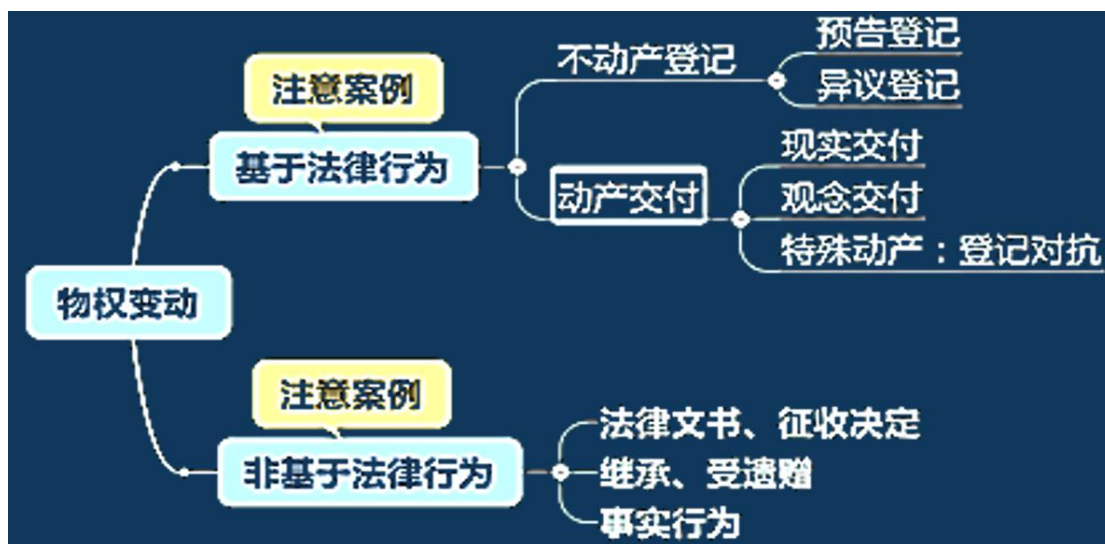 物权变动
注意案例
基于法律行为
不动产登记
预告登记
异议登记
动产交付
现实交付
观念交付
特殊动产：登记对抗
注意案例
非基于法律行为
法律文书、征收决定
继承、受遗赠
事实行为